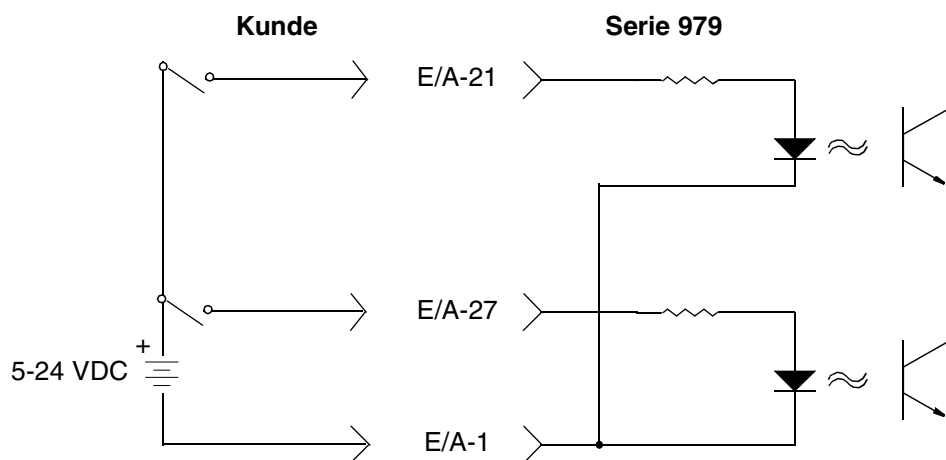 Kunde Serie 979
E/A-21
E/A-27
+
5-24 VDC
E/A-1